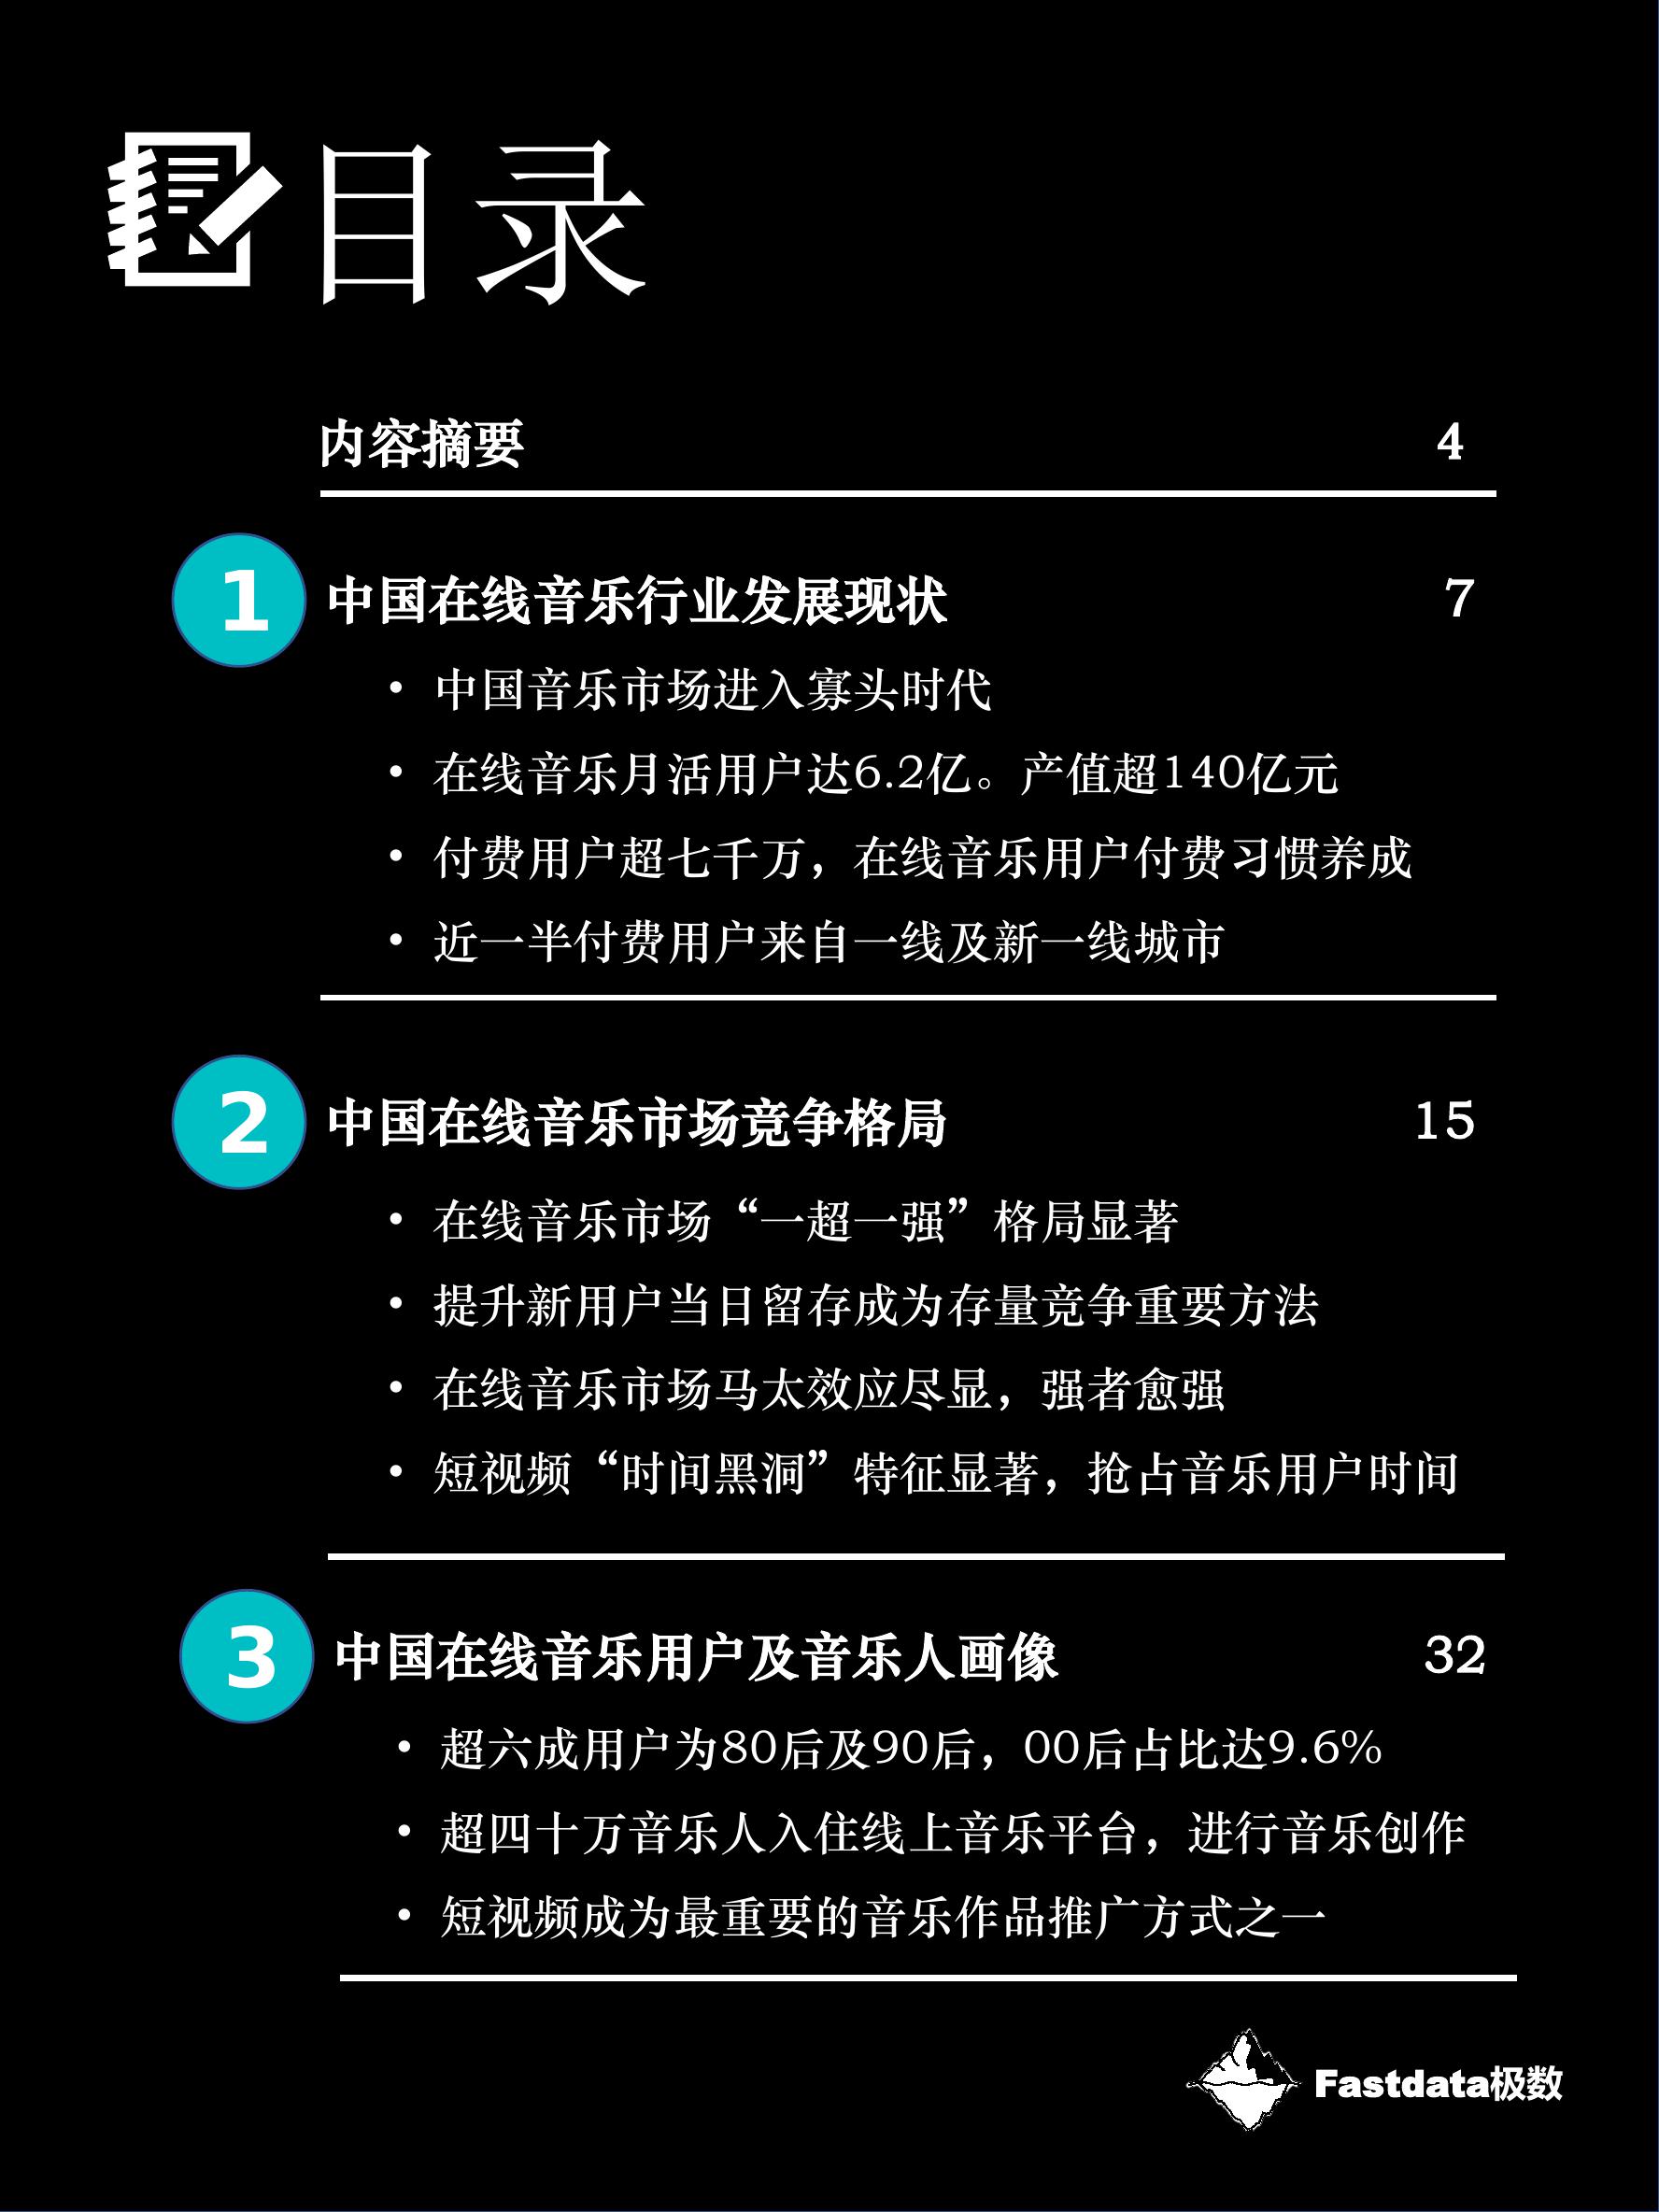 目录
内容摘要 4
1 中国在线音乐行业发展现状 7
• 中国音乐市场进入寡头时代
• 在线音乐月活用户达6.2亿。产值超140亿元
• 付费用户超七千万，在线音乐用户付费习惯养成
• 近一半付费用户来自一线及新一线城市
2 中国在线音乐市场竞争格局 15
• 在线音乐市场“一超一强”格局显著
• 提升新用户当日留存成为存量竞争重要方法
• 在线音乐市场马太效应尽显，强者愈强
• 短视频“时间黑洞”特征显著，抢占音乐用户时间
3 中国在线音乐用户及音乐人画像 32
• 超六成用户为80后及90后，00后占比达9.6%
• 超四十万音乐人入住线上音乐平台，进行音乐创作
• 短视频成为最重要的音乐作品推广方式之一
Fastdata极数